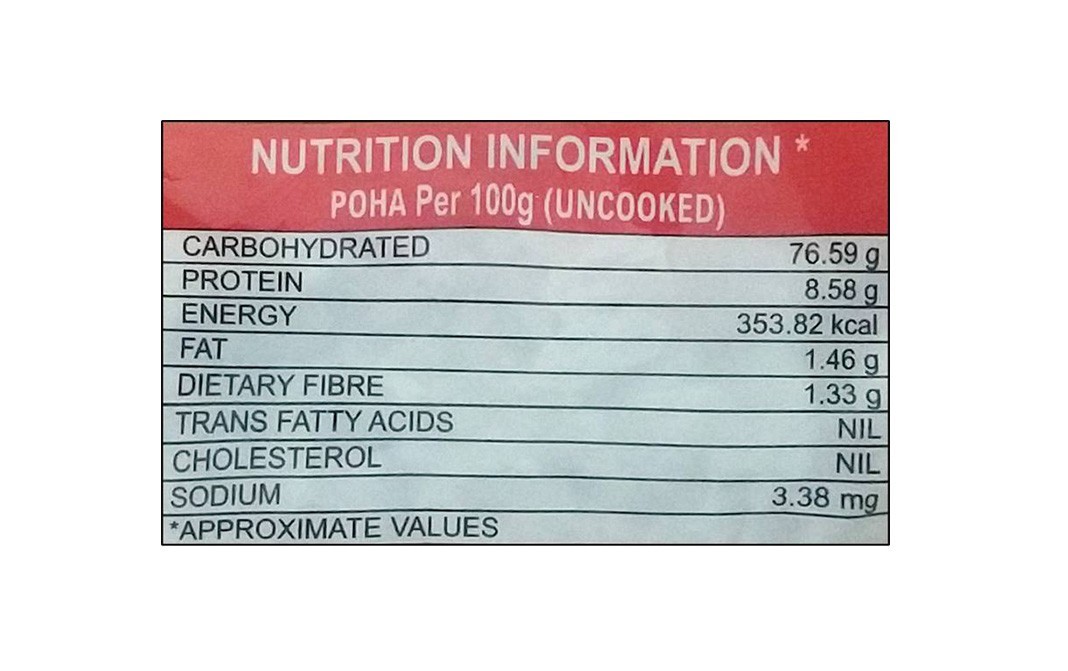 NUTRITION INFORMATION *
POHA Per 100g (UNCOOKED)
CARBOHYDRATED 76.59 g
PROTEIN 8.58 g
ENERGY 353.82 kcal
FAT 1.46 g
DIETARY FIBRE 1.33 g
TRANS FATTY ACIDS NIL
CHOLESTEROL NIL
SODIUM 3.38 mg
*APPROXIMATE VALUES